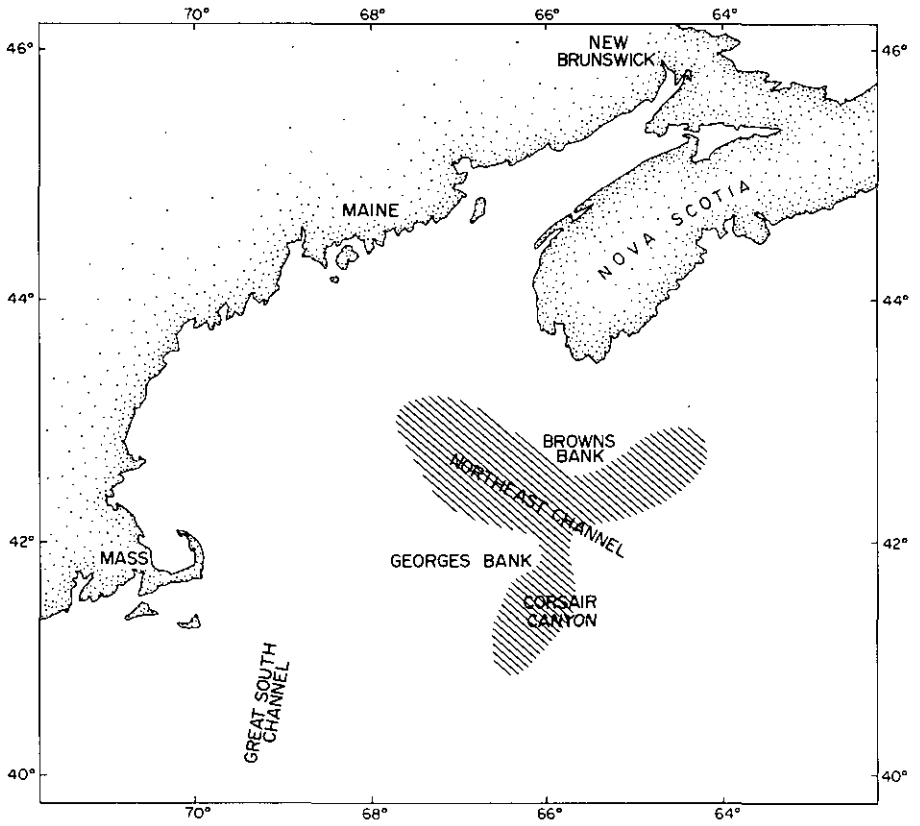 70° 68° 66° 64°
46° 46°
NEW
BRUNSWICK
MAINE
NOVA SCOTIA
44° 44°
BROWNS
BANK
NORTHEAST CHANNEL
42° 42°
MASS
GEORGES BANK
CORSAIR
CANYON
GREAT SOUTH
CHANNEL
40° 40°
70° 68° 66° 64°